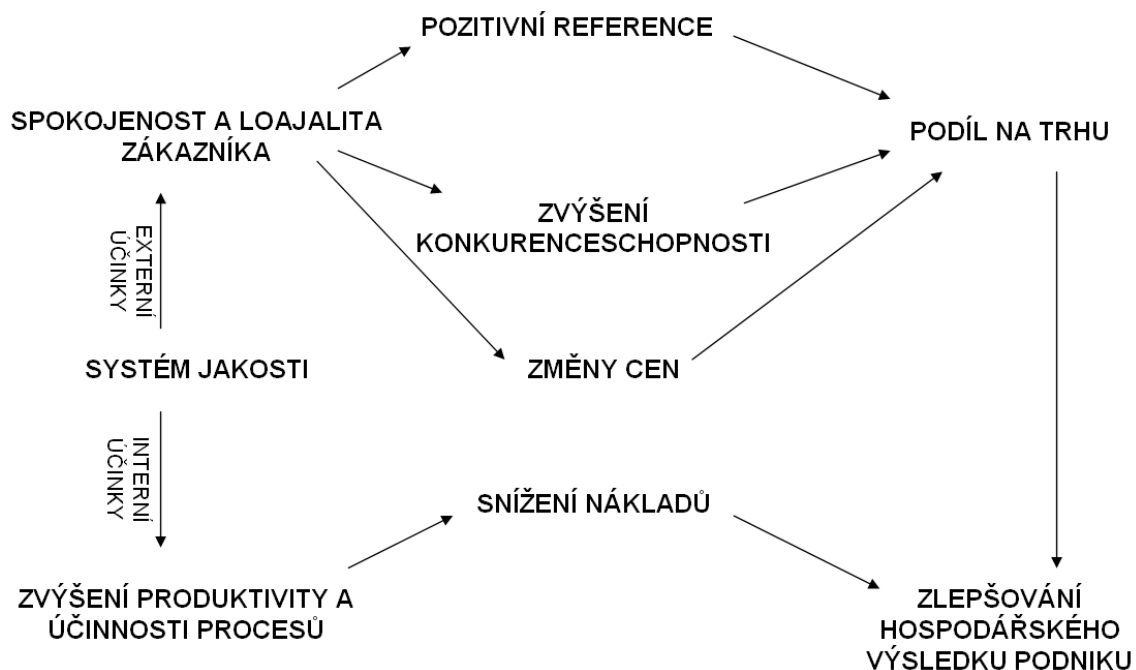 POZITIVNÍ REFERENCE
SPOKOJENOST A LOAJALITA
ZÁKAZNÍKA
PODÍL NA TRHU
ZVÝŠENÍ
KONKURENCESCHOPNOSTI
EXTERNÍ
ÚČINKY
SYSTÉM JAKOSTI
ZMĚNY CEN
INTERNÍ
ÚČINKY
SNÍŽENÍ NÁKLADŮ
ZVÝŠENÍ PRODUKTIVITY A
ÚČINNOSTI PROCESŮ
ZLEPŠOVÁNÍ
HOSPODÁŘSKÉHO
VÝSLEDKU PODNIKU